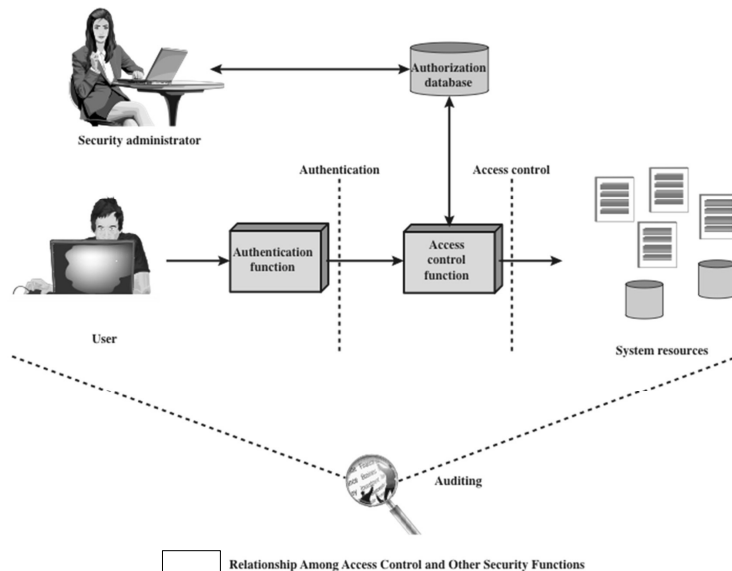 Authorization
database
Security administrator
Authentication
Access control
Authentication
function
Access
control
function
User
System resources
Auditing
Relationship Among Access Control and Other Security Functions